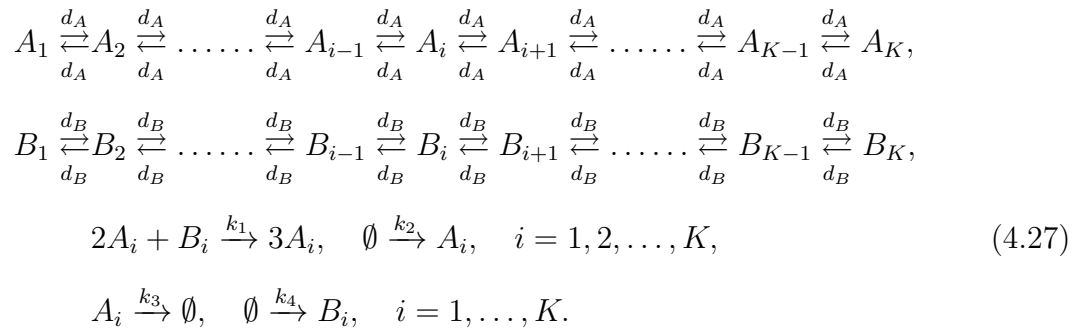 $A_1 \underset{d_A}{\overset{d_A}{\rightleftarrows}} A_2 \underset{d_A}{\overset{d_A}{\rightleftarrows}} \ldots\ldots \underset{d_A}{\overset{d_A}{\rightleftarrows}} A_{i-1} \underset{d_A}{\overset{d_A}{\rightleftarrows}} A_i \underset{d_A}{\overset{d_A}{\rightleftarrows}} A_{i+1} \underset{d_A}{\overset{d_A}{\rightleftarrows}} \ldots\ldots \underset{d_A}{\overset{d_A}{\rightleftarrows}} A_{K-1} \underset{d_A}{\overset{d_A}{\rightleftarrows}} A_K,$
$B_1 \underset{d_B}{\overset{d_B}{\rightleftarrows}} B_2 \underset{d_B}{\overset{d_B}{\rightleftarrows}} \ldots\ldots \underset{d_B}{\overset{d_B}{\rightleftarrows}} B_{i-1} \underset{d_B}{\overset{d_B}{\rightleftarrows}} B_i \underset{d_B}{\overset{d_B}{\rightleftarrows}} B_{i+1} \underset{d_B}{\overset{d_B}{\rightleftarrows}} \ldots\ldots \underset{d_B}{\overset{d_B}{\rightleftarrows}} B_{K-1} \underset{d_B}{\overset{d_B}{\rightleftarrows}} B_K,$
$2A_i + B_i \xrightarrow{k_1} 3A_i, \quad \emptyset \xrightarrow{k_2} A_i, \quad i = 1, 2, \ldots, K,$ (4.27)
$A_i \xrightarrow{k_3} \emptyset, \quad \emptyset \xrightarrow{k_4} B_i, \quad i = 1, \ldots, K.$